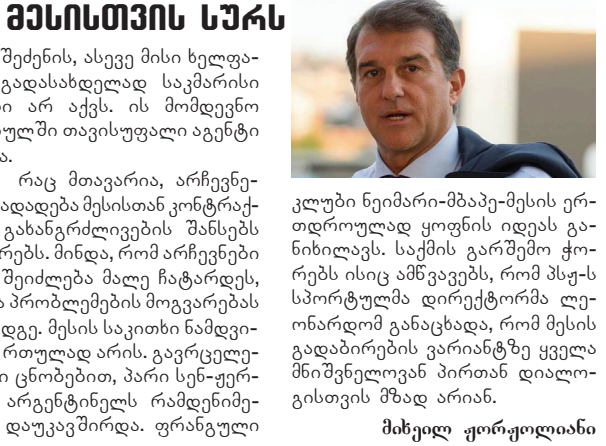 მესისთვის სურს
შეძენის, ასევე მისი ხელფა-
გადასახდელად საკმარისი
არ აქვს. ის მომდევნო
თავისუფალი აგენტი
რაც მთავარია, არჩევნე-
მესისთან კონტრაქ-
გახანგრძლივების შანსებს
მინდა, რომ არჩევნები
შეიძლება მალე ჩატარდეს,
პრობლემების მოგვარებას
მესის საკითხი ნამდვი-
რთულად არის. გავრცელე-
ცნობებით, პარი სენ-ჟერ-
არგენტინელს რამდენიმე-
დაუკავშირდა. ფრანგული
კლუბი ნეიმარი-მბაპე-მესის ერ-
თდროულად ყოფნის იდეას გა-
ნიხილავს. საქმის გარშემო ჭო-
რებს ისიც ამწვავებს, რომ პსჟ-ს
სპორტულმა დირექტორმა ლე-
ონარდომ განაცხადა, რომ მესის
გადაბირების ვარიანტზე ყველა
მნიშვნელოვან პირთან დიალო-
გისთვის მზად არიან.
მიხეილ ჟორჟოლიანი